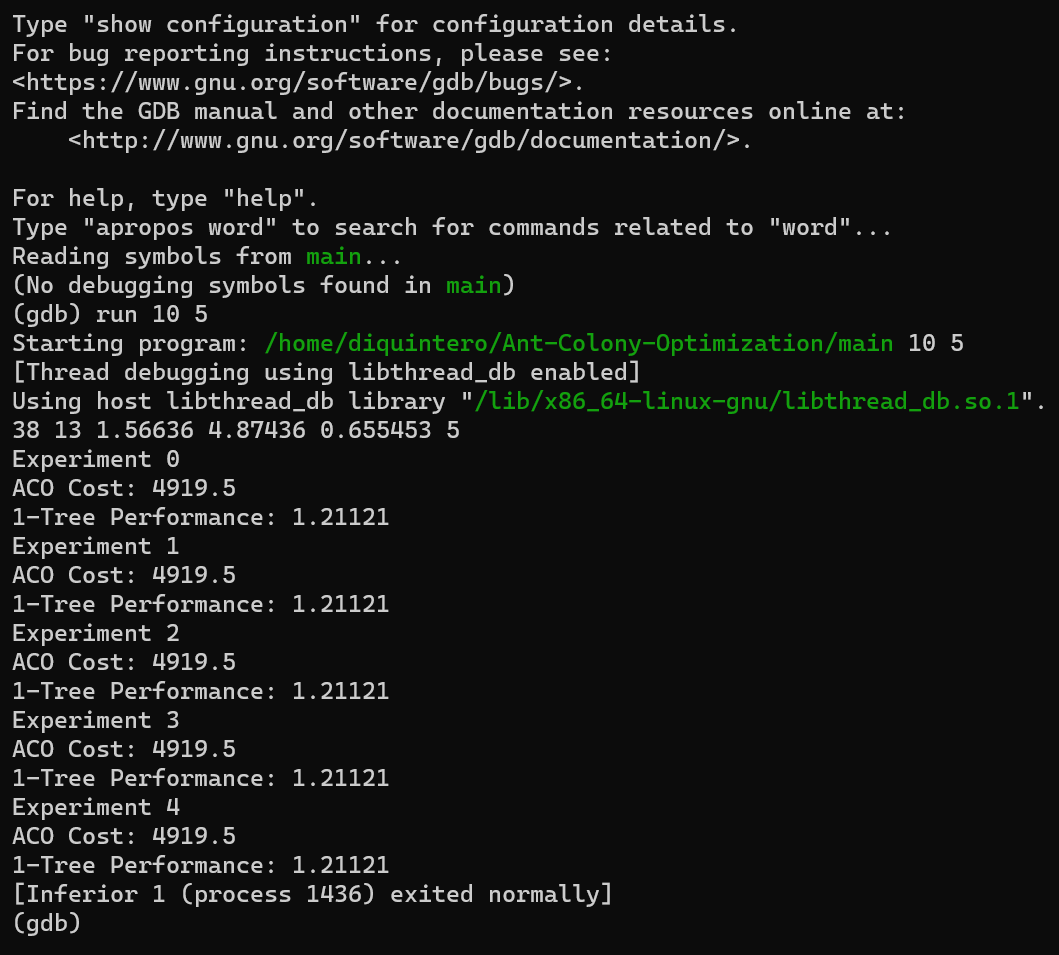 Type "show configuration" for configuration details.
For bug reporting instructions, please see:
<https://www.gnu.org/software/gdb/bugs/>.
Find the GDB manual and other documentation resources online at:
    <http://www.gnu.org/software/gdb/documentation/>.

For help, type "help".
Type "apropos word" to search for commands related to "word"...
Reading symbols from main...
(No debugging symbols found in main)
(gdb) run 10 5
Starting program: /home/diquintero/Ant-Colony-Optimization/main 10 5
[Thread debugging using libthread_db enabled]
Using host libthread_db library "/lib/x86_64-linux-gnu/libthread_db.so.1".
38 13 1.56636 4.87436 0.655453 5
Experiment 0
ACO Cost: 4919.5
1-Tree Performance: 1.21121
Experiment 1
ACO Cost: 4919.5
1-Tree Performance: 1.21121
Experiment 2
ACO Cost: 4919.5
1-Tree Performance: 1.21121
Experiment 3
ACO Cost: 4919.5
1-Tree Performance: 1.21121
Experiment 4
ACO Cost: 4919.5
1-Tree Performance: 1.21121
[Inferior 1 (process 1436) exited normally]
(gdb)